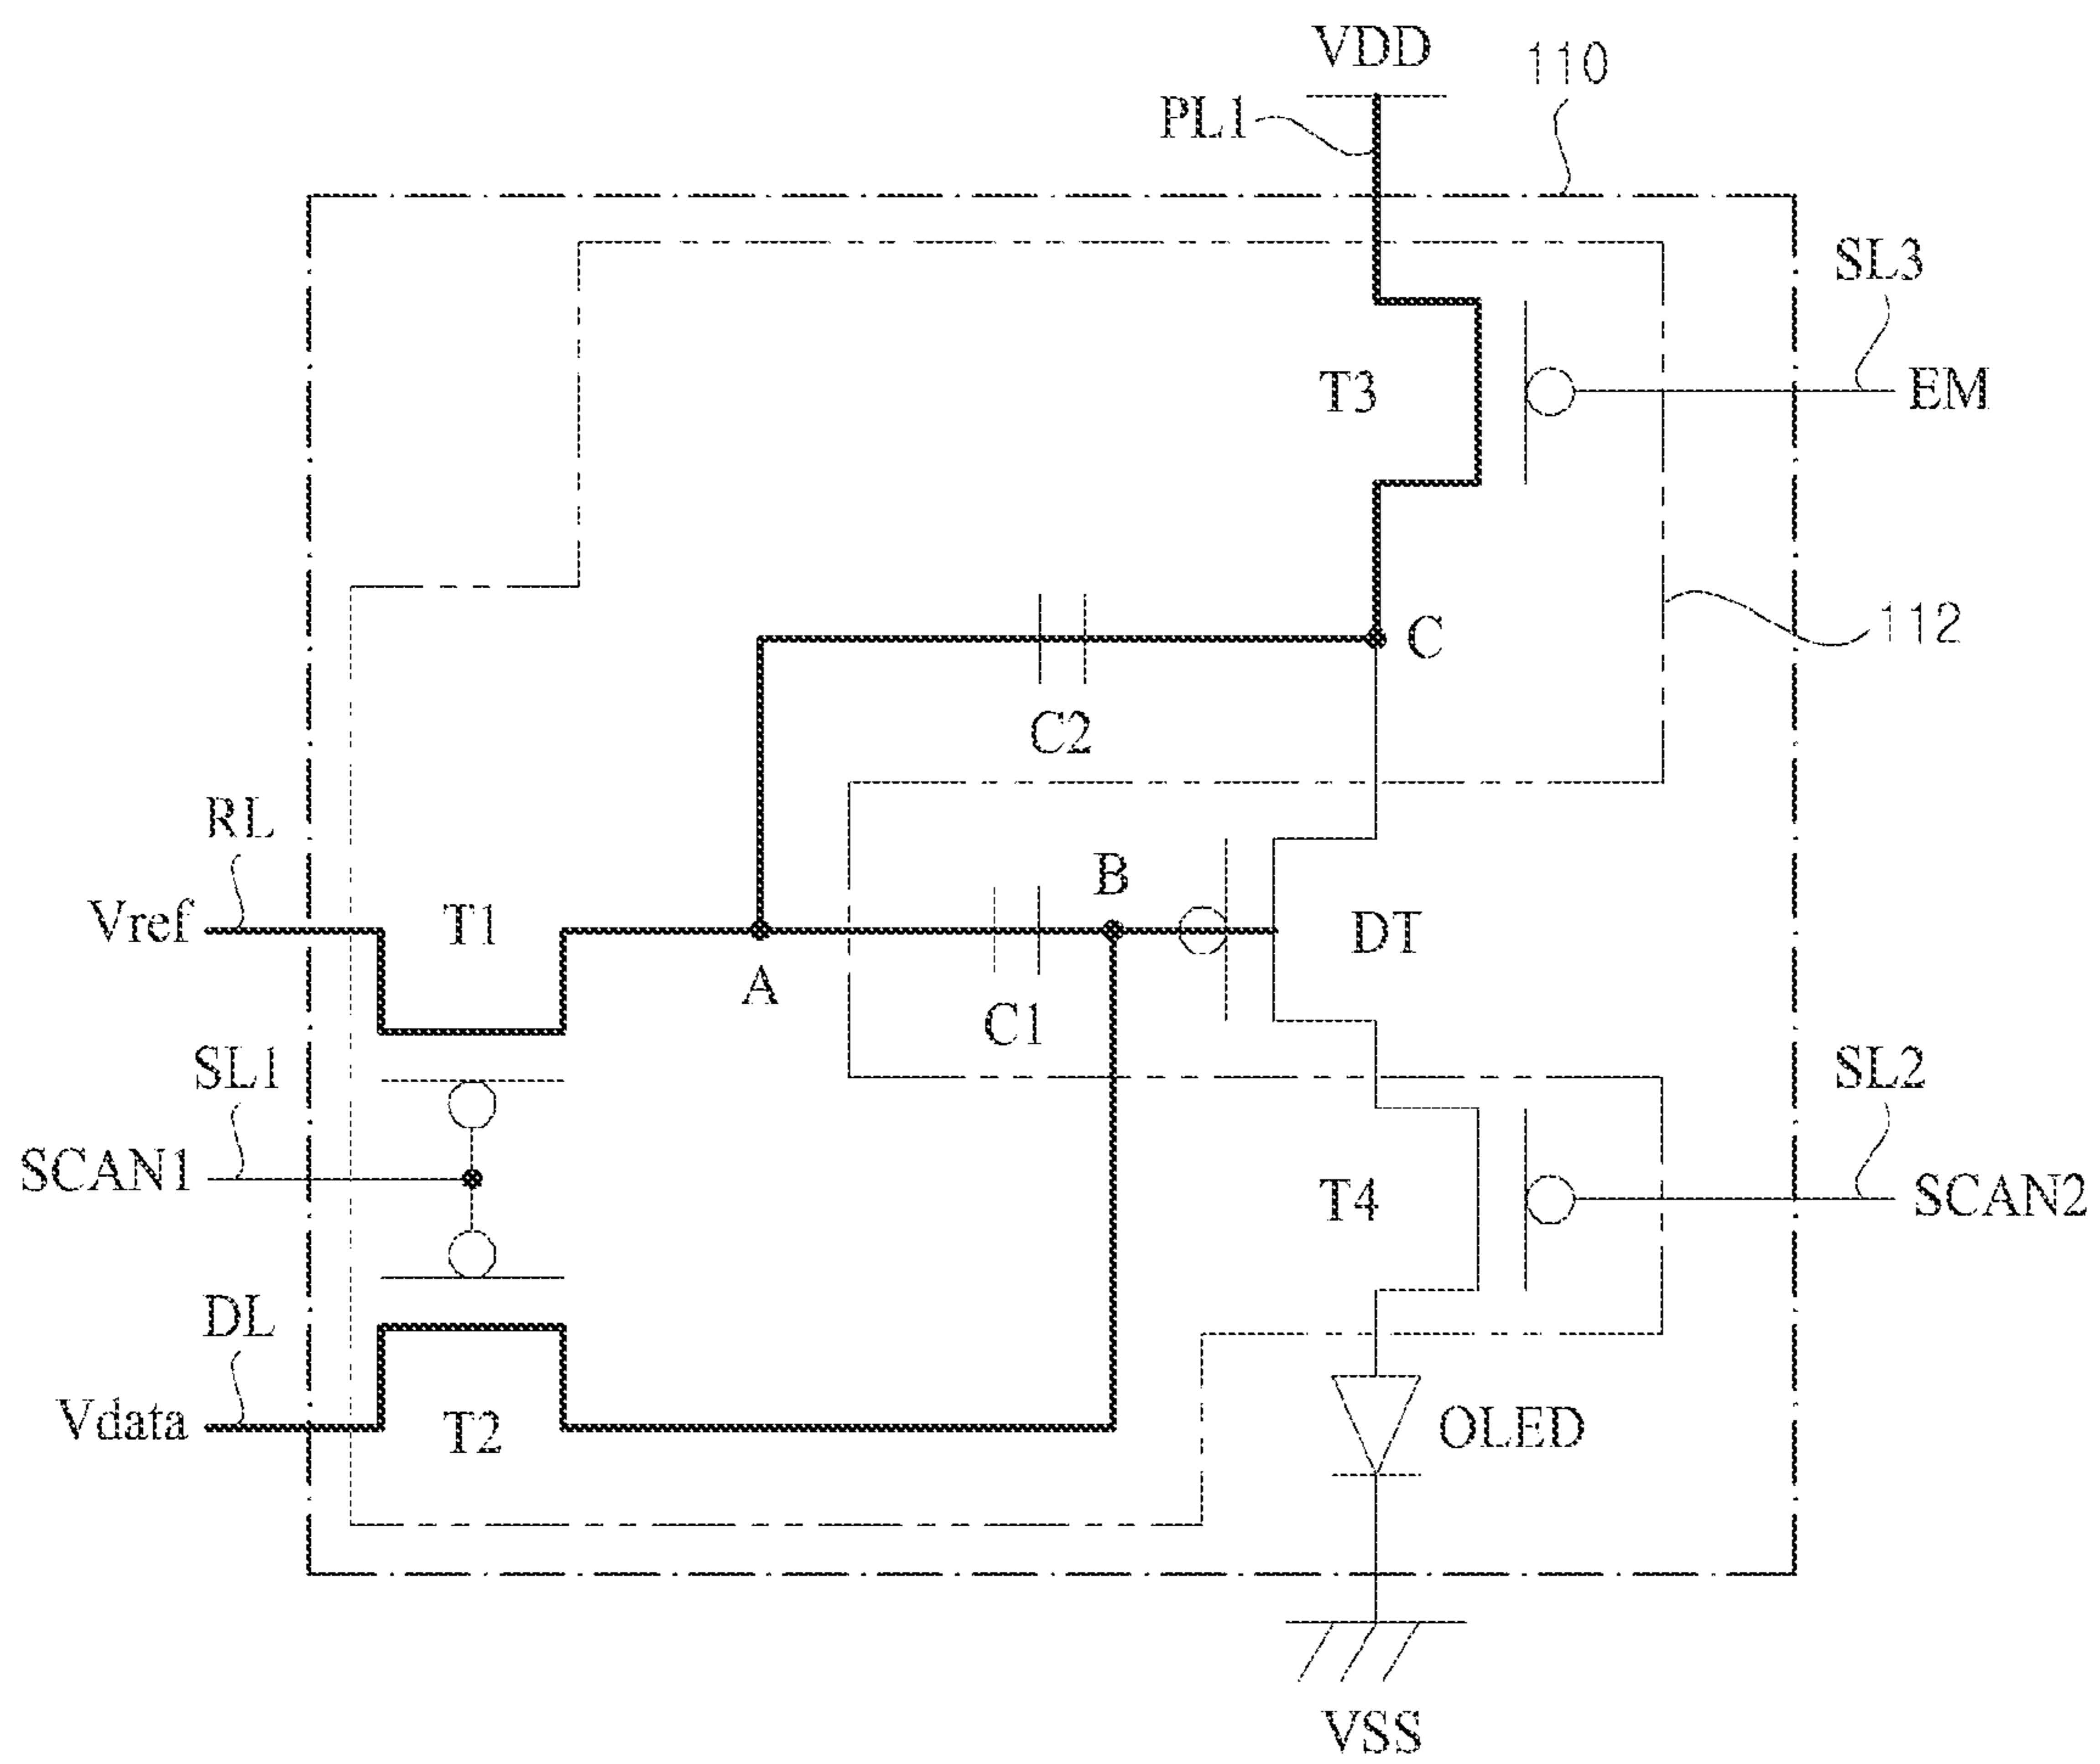 VDD
110
PL1
SL3
T3
EM
C
112
C2
RL
B
Vref
T1
DT
A
C1
SL1
SL2
SCAN1
T4
SCAN2
DL
Vdata
T2
OLED
VSS